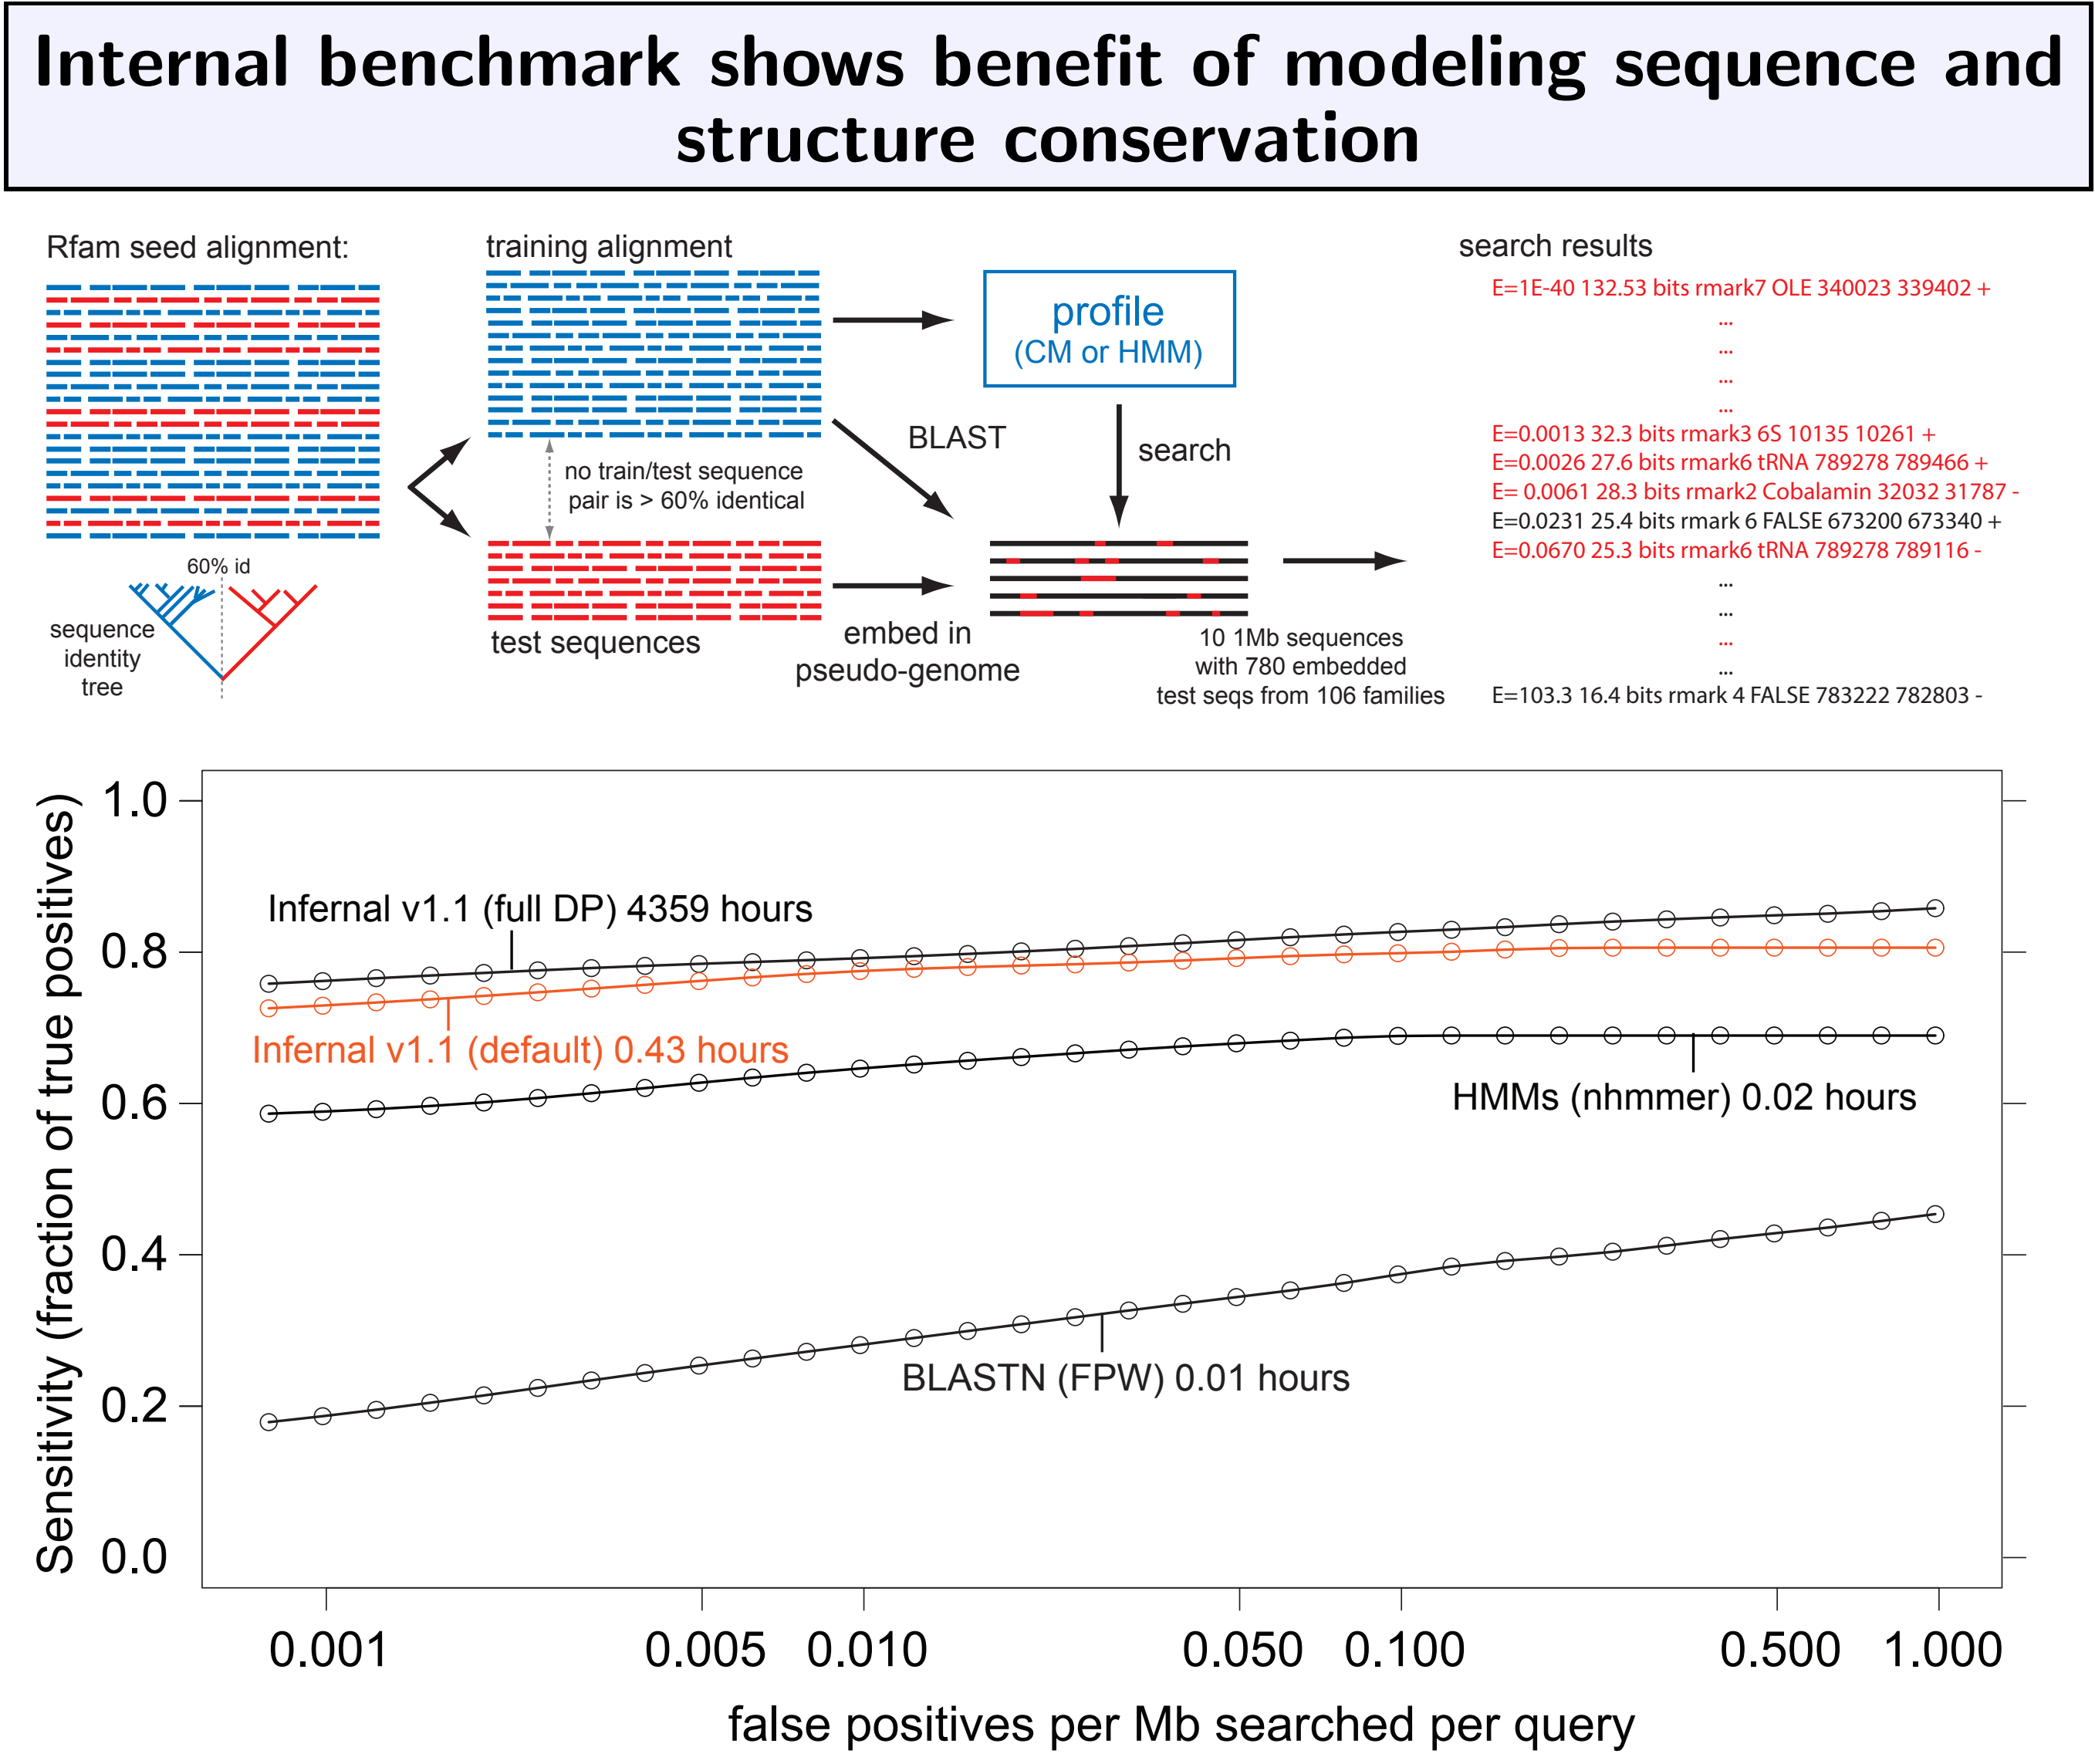 Internal benchmark shows benefit of modeling sequence and
structure conservation
Rfam seed alignment:
60% id
sequence
identity
tree
training alignment
no train/test sequence
pair is > 60% identical
test sequences
profile
(CM or HMM)
BLAST
search
embed in
pseudo-genome
10 1Mb sequences
with 780 embedded
test seqs from 106 families
search results
E=1E-40 132.53 bits rmark7 OLE 340023 339402 +
...
...
...
...
E=0.0013 32.3 bits rmark3 6S 10135 10261 +
E=0.0026 27.6 bits rmark6 tRNA 789278 789466 +
E= 0.0061 28.3 bits rmark2 Cobalamin 32032 31787 -
E=0.0231 25.4 bits rmark 6 FALSE 673200 673340 +
E=0.0670 25.3 bits rmark6 tRNA 789278 789116 -
...
...
...
...
E=103.3 16.4 bits rmark 4 FALSE 783222 782803 -
Sensitivity (fraction of true positives)
1.0
0.8
0.6
0.4
0.2
0.0
Infernal v1.1 (full DP) 4359 hours
Infernal v1.1 (default) 0.43 hours
HMMs (nhmmer) 0.02 hours
BLASTN (FPW) 0.01 hours
0.001 0.005 0.010 0.050 0.100 0.500 1.000
false positives per Mb searched per query